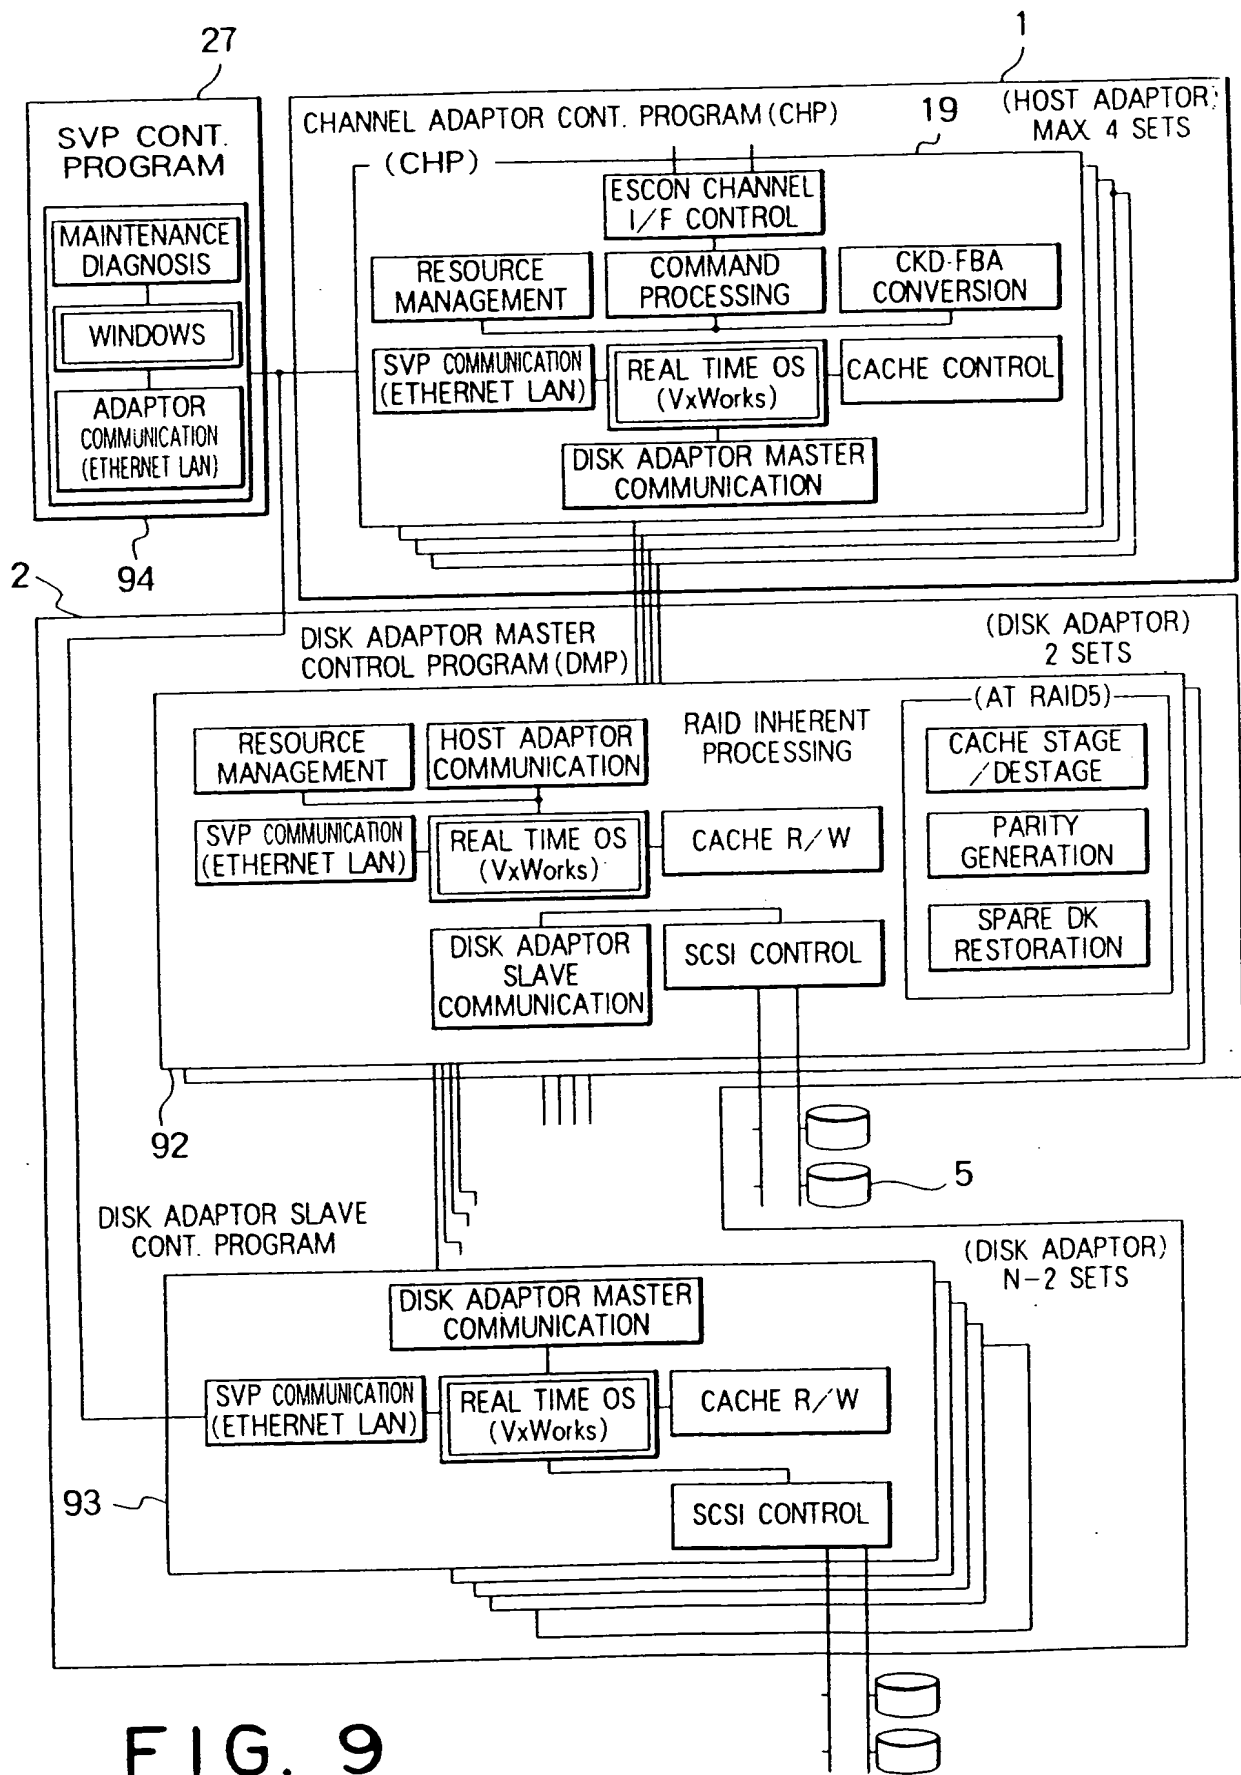 27
1
SVP CONT.
PROGRAM
MAINTENANCE
DIAGNOSIS
WINDOWS
ADAPTOR
COMMUNICATION
(ETHERNET LAN)
94
CHANNEL ADAPTOR CONT. PROGRAM (CHP)
(HOST ADAPTOR)
MAX. 4 SETS
19
(CHP)
ESCON CHANNEL
I/F CONTROL
RESOURCE
MANAGEMENT
COMMAND
PROCESSING
CKD-FBA
CONVERSION
SVP COMMUNICATION
(ETHERNET LAN)
REAL TIME OS
(VxWorks)
CACHE CONTROL
DISK ADAPTOR MASTER
COMMUNICATION
2
DISK ADAPTOR MASTER
CONTROL PROGRAM (DMP)
(DISK ADAPTOR)
2 SETS
RESOURCE
MANAGEMENT
HOST ADAPTOR
COMMUNICATION
RAID INHERENT
PROCESSING
(AT RAID5)
CACHE STAGE
/DESTAGE
PARITY
GENERATION
SPARE DK
RESTORATION
SVP COMMUNICATION
(ETHERNET LAN)
REAL TIME OS
(VxWorks)
CACHE R/W
DISK ADAPTOR
SLAVE
COMMUNICATION
SCSI CONTROL
92
5
DISK ADAPTOR SLAVE
CONT. PROGRAM
(DISK ADAPTOR)
N-2 SETS
DISK ADAPTOR MASTER
COMMUNICATION
SVP COMMUNICATION
(ETHERNET LAN)
REAL TIME OS
(VxWorks)
CACHE R/W
SCSI CONTROL
93
FIG. 9